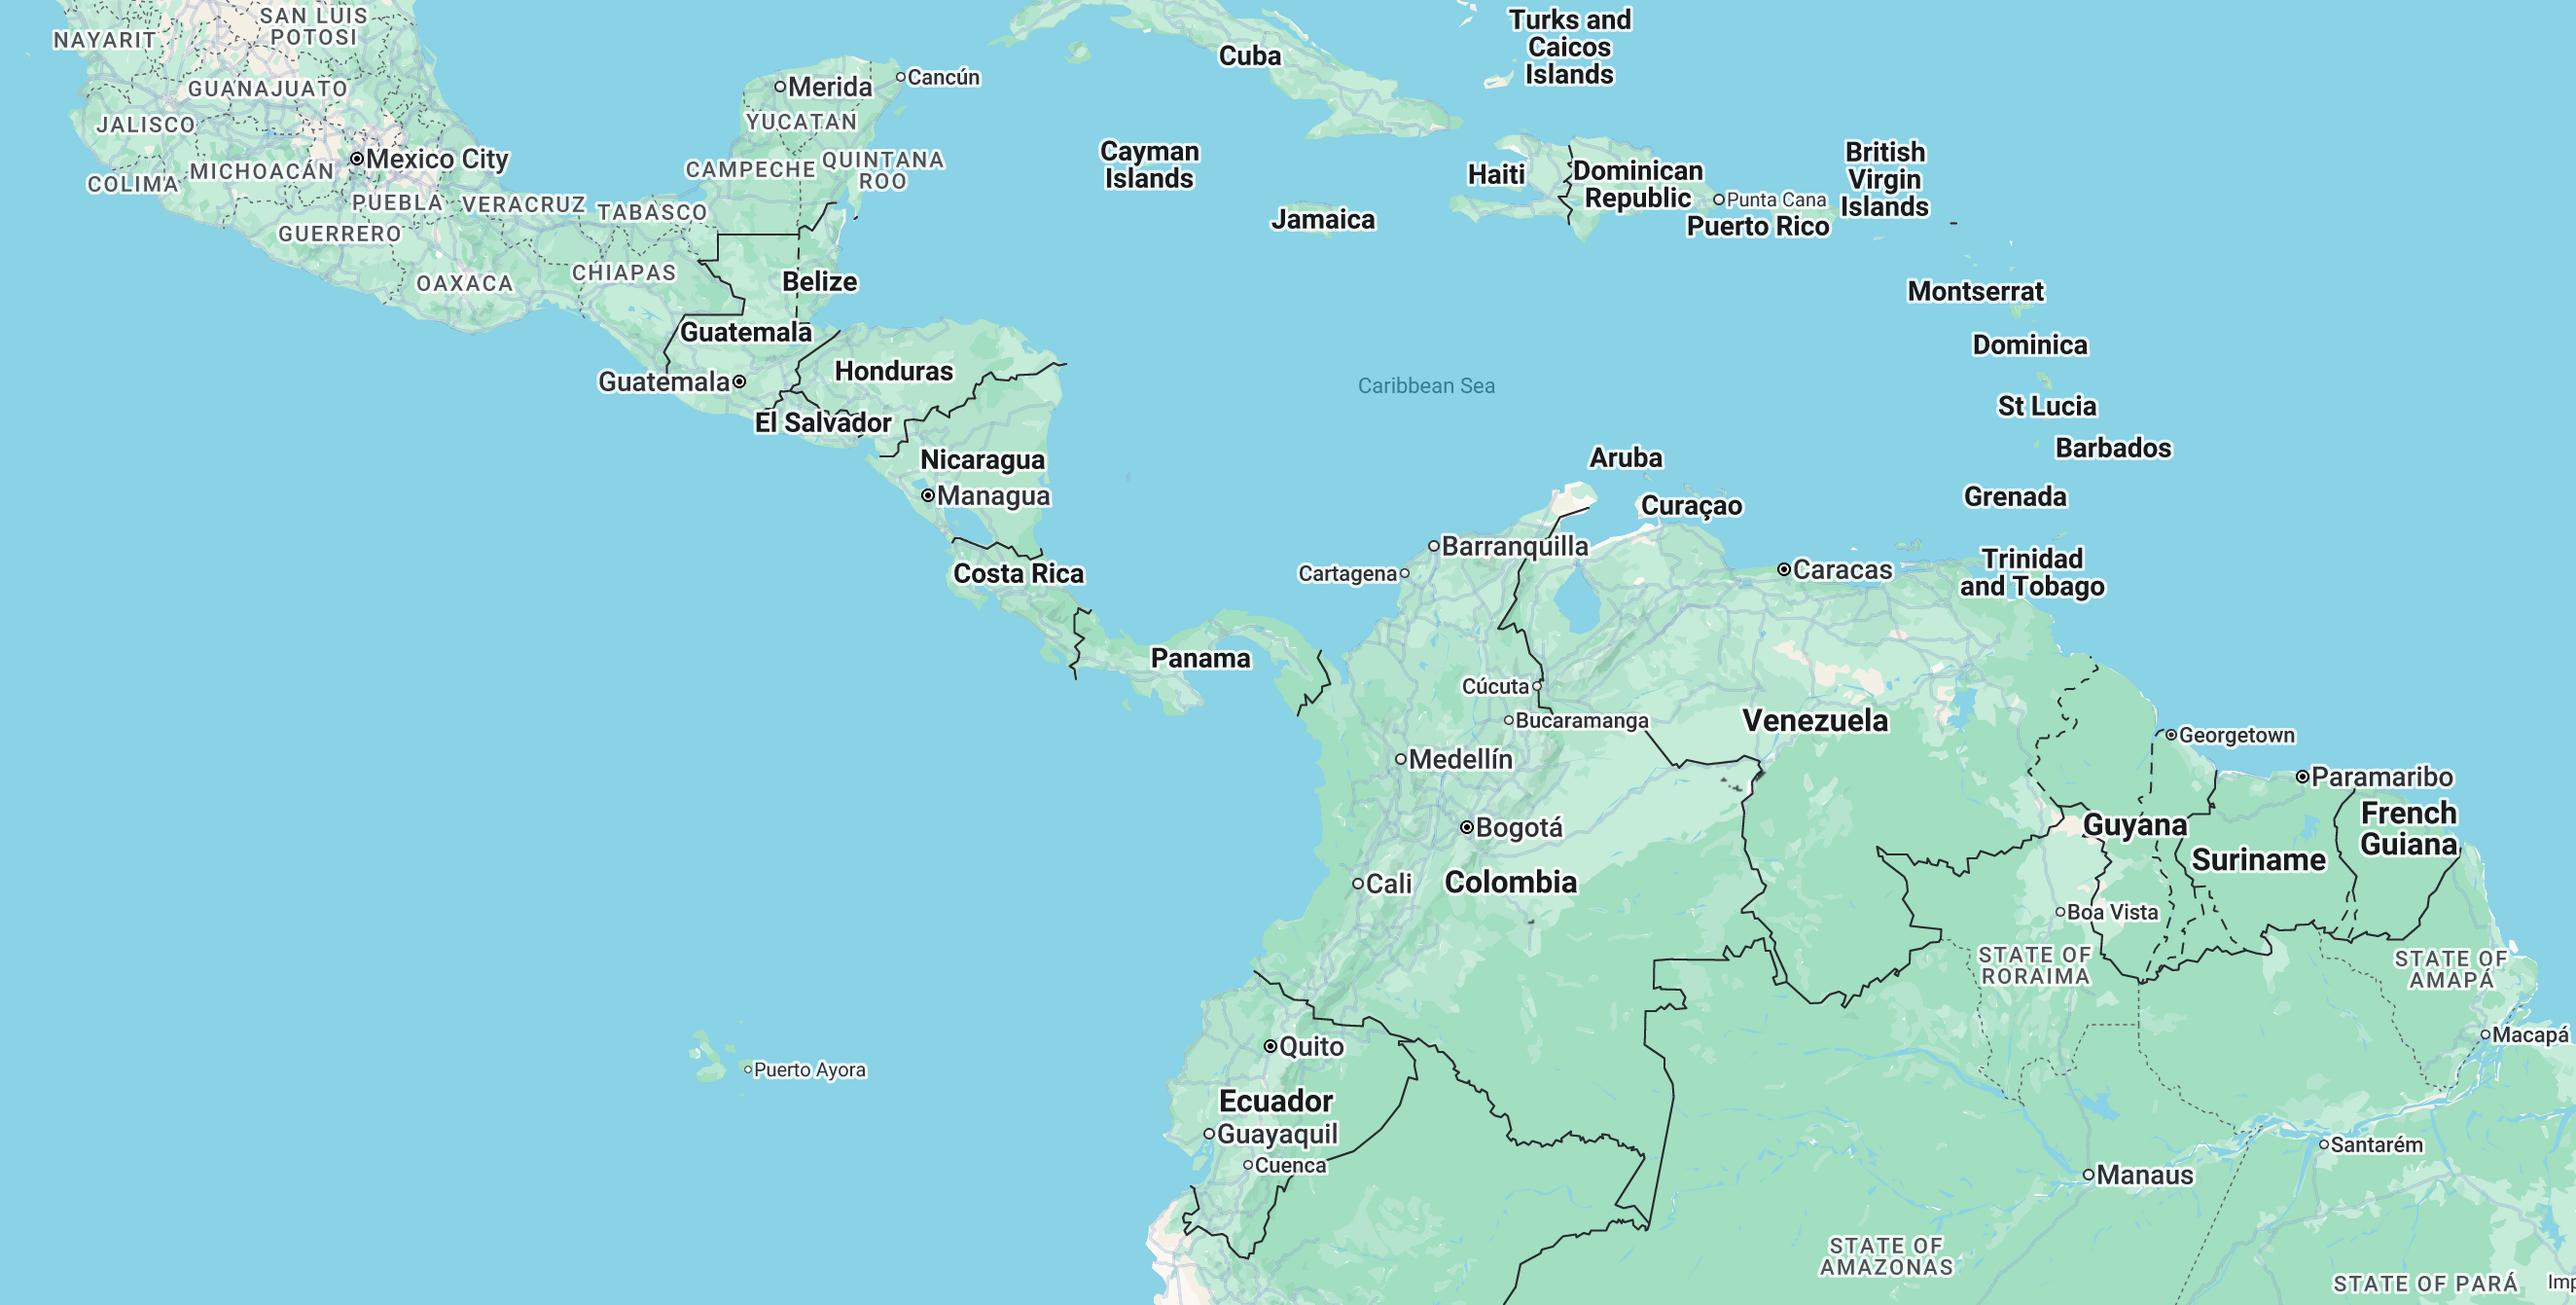 SAN LUIS
POTOSI
NAYARIT
GUANAJUATO
JALISCO
Mexico City
MICHOACÁN
COLIMA
PUEBLA
VERACRUZ
TABASCO
GUERRERO
OAXACA
CHIAPAS
Merida
Cancún
YUCATAN
CAMPECHE
QUINTANA
ROO
Belize
Guatemala
Guatemala
Honduras
El Salvador
Nicaragua
Managua
Costa Rica
Panama
Cuba
Turks and
Caicos
Islands
Cayman
Islands
Jamaica
Haiti
Dominican
Republic
Punta Cana
Puerto Rico
British
Virgin
Islands
Montserrat
Dominica
Caribbean Sea
St Lucia
Barbados
Aruba
Curaçao
Grenada
Trinidad
and Tobago
Barranquilla
Cartagena
Caracas
Cúcuta
Bucaramanga
Venezuela
Medellín
Bogotá
Cali
Colombia
Georgetown
Paramaribo
Guyana
Suriname
French
Guiana
Boa Vista
STATE OF
RORAIMA
STATE OF
AMAPÁ
Macapá
Quito
Puerto Ayora
Ecuador
Guayaquil
Cuenca
Santarém
Manaus
STATE OF
AMAZONAS
STATE OF PARÁ